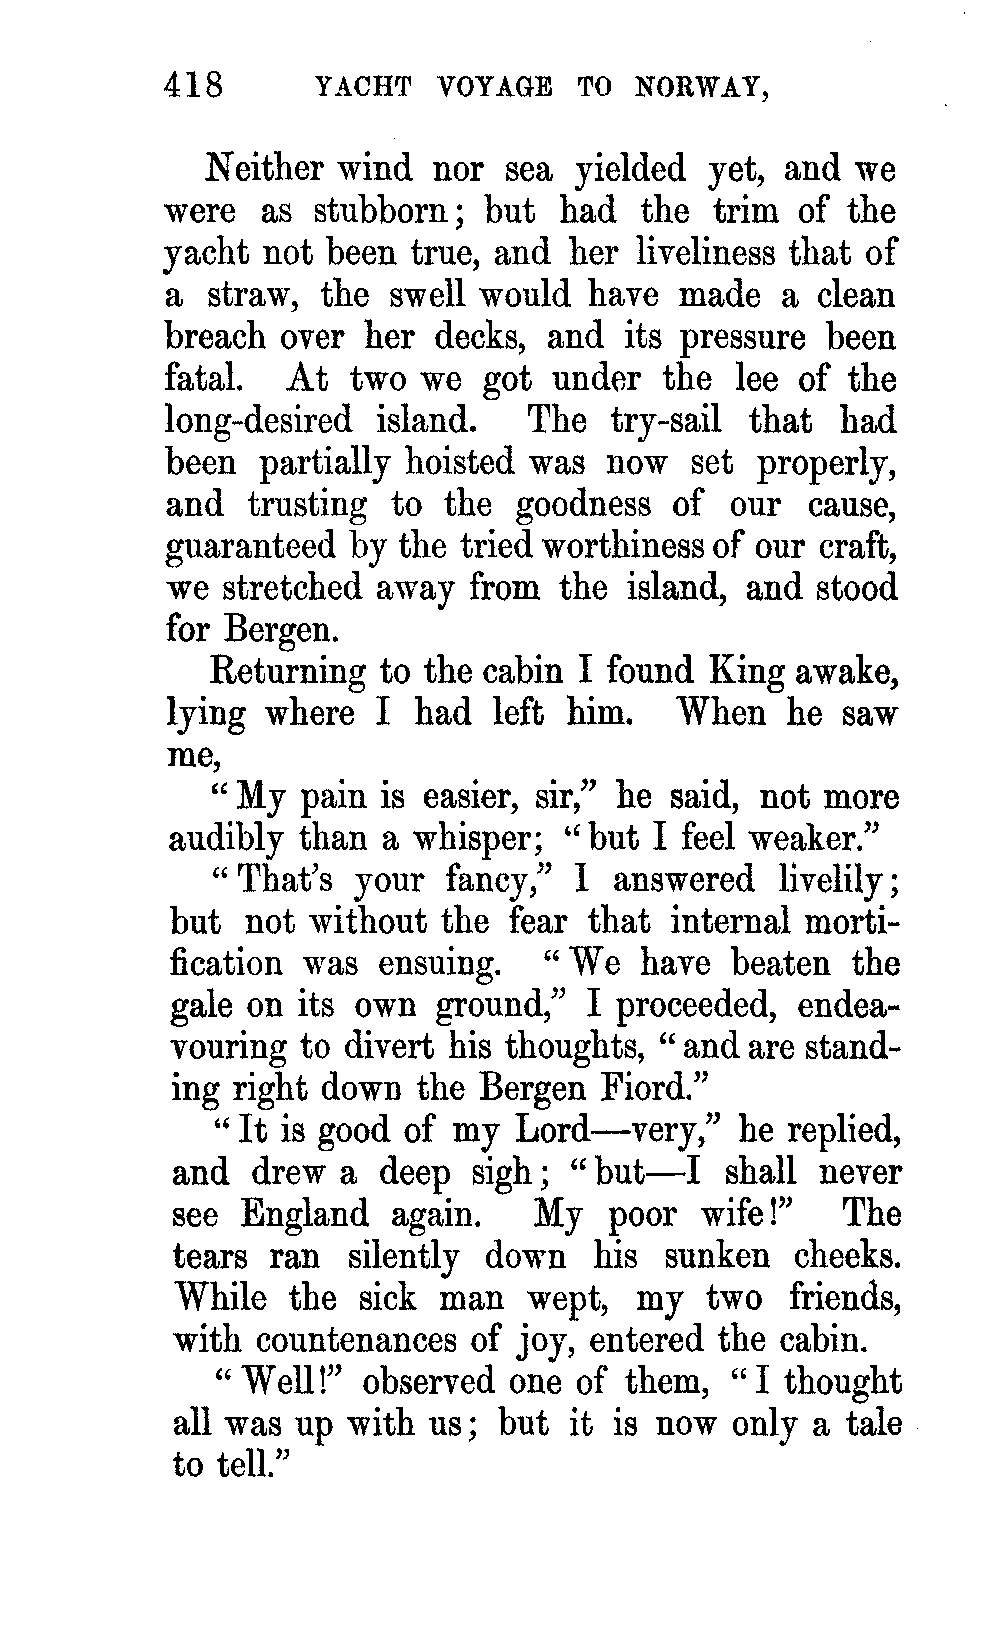 418 YACHT VOYAGE TO NORWAY,
Neither wind nor sea yielded yet, and we
were as stubborn; but had the trim of the
yacht not been true, and her liveliness that of
a straw, the swell would have made a clean
breach over her decks, and its pressure been
fatal. At two we got under the lee of the
long-desired island. The try-sail that had
been partially hoisted was now set properly,
and trusting to the goodness of our cause,
guaranteed by the tried worthiness of our craft,
we stretched away from the island, and stood
for Bergen.
Returning to the cabin I found King awake,
lying where I had left him. When he saw
me,
“My pain is easier, sir,” he said, not more
audibly than a whisper; “but I feel weaker.”
“That’s your fancy,” I answered livelily;
but not without the fear that internal morti-
fication was ensuing. “We have beaten the
gale on its own ground,” I proceeded, endea-
vouring to divert his thoughts, “and are stand-
ing right down the Bergen Fiord.”
“It is good of my Lord—very,” he replied,
and drew a deep sigh; “but—I shall never
see England again. My poor wife!” The
tears ran silently down his sunken cheeks.
While the sick man wept, my two friends,
with countenances of joy, entered the cabin.
“Well!” observed one of them, “I thought
all was up with us; but it is now only a tale
to tell.”